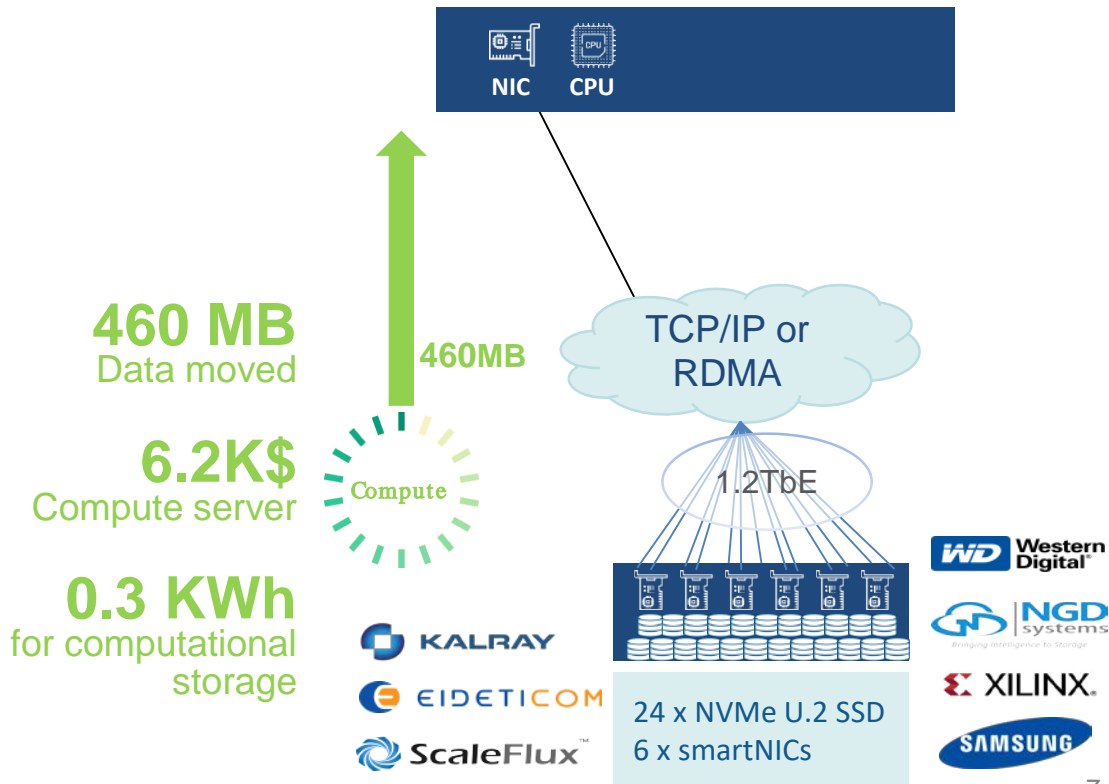 NIC
CPU
CPU
460 MB
Data moved
460MB
TCP/IP or
RDMA
6.2K$
Compute server
Compute
1.2TbE
0.3 KWh
for computational
storage
KALRAY
EIDETICOM
ScaleFlux™
24 x NVMe U.2 SSD
6 x smartNICs
WD Western
Digital®
NGD
systems
Bringing Intelligence to Storage
XILINX.
SAMSUNG